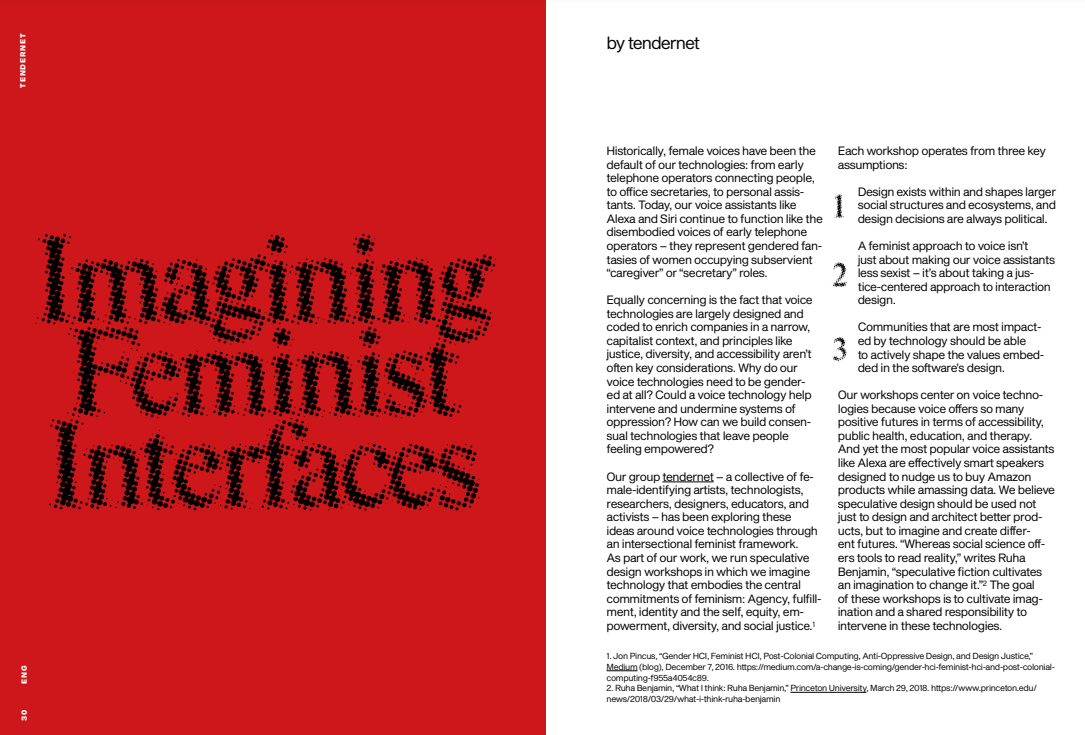 TENDERNET
Imagining
Feminist
Interfaces
ENG
30
by tendernet
Historically, female voices have been the
default of our technologies: from early
telephone operators connecting people,
to office secretaries, to personal assis-
tants. Today, our voice assistants like
Alexa and Siri continue to function like the
disembodied voices of early telephone
operators – they represent gendered fan-
tasies of women occupying subservient
“caregiver” or “secretary” roles.
Equally concerning is the fact that voice
technologies are largely designed and
coded to enrich companies in a narrow,
capitalist context, and principles like
justice, diversity, and accessibility aren’t
often key considerations. Why do our
voice technologies need to be gender-
ed at all? Could a voice technology help
intervene and undermine systems of
oppression? How can we build consen-
sual technologies that leave people
feeling empowered?
Our group tendernet – a collective of fe-
male-identifying artists, technologists,
researchers, designers, educators, and
activists – has been exploring these
ideas around voice technologies through
an intersectional feminist framework.
As part of our work, we run speculative
design workshops in which we imagine
technology that embodies the central
commitments of feminism: Agency, fulfill-
ment, identity and the self, equity, em-
powerment, diversity, and social justice.¹
Each workshop operates from three key
assumptions:
1
Design exists within and shapes larger
social structures and ecosystems, and
design decisions are always political.
2
A feminist approach to voice isn’t
just about making our voice assistants
less sexist – it’s about taking a jus-
tice-centered approach to interaction
design.
3
Communities that are most impact-
ed by technology should be able
to actively shape the values embed-
ded in the software’s design.
Our workshops center on voice techno-
logies because voice offers so many
positive futures in terms of accessibility,
public health, education, and therapy.
And yet the most popular voice assistants
like Alexa are effectively smart speakers
designed to nudge us to buy Amazon
products while amassing data. We believe
speculative design should be used not
just to design and architect better prod-
ucts, but to imagine and create differ-
ent futures. “Whereas social science off-
ers tools to read reality,” writes Ruha
Benjamin, “speculative fiction cultivates
an imagination to change it.”² The goal
of these workshops is to cultivate imag-
ination and a shared responsibility to
intervene in these technologies.
1. Jon Pincus, “Gender HCI, Feminist HCI, Post-Colonial Computing, Anti-Oppressive Design, and Design Justice,”
Medium (blog), December 7, 2016. https://medium.com/a-change-is-coming/gender-hci-feminist-hci-and-post-colonial-
computing-f955a4054c89.
2. Ruha Benjamin, “What I think: Ruha Benjamin,” Princeton University, March 29, 2018. https://www.princeton.edu/
news/2018/03/29/what-i-think-ruha-benjamin